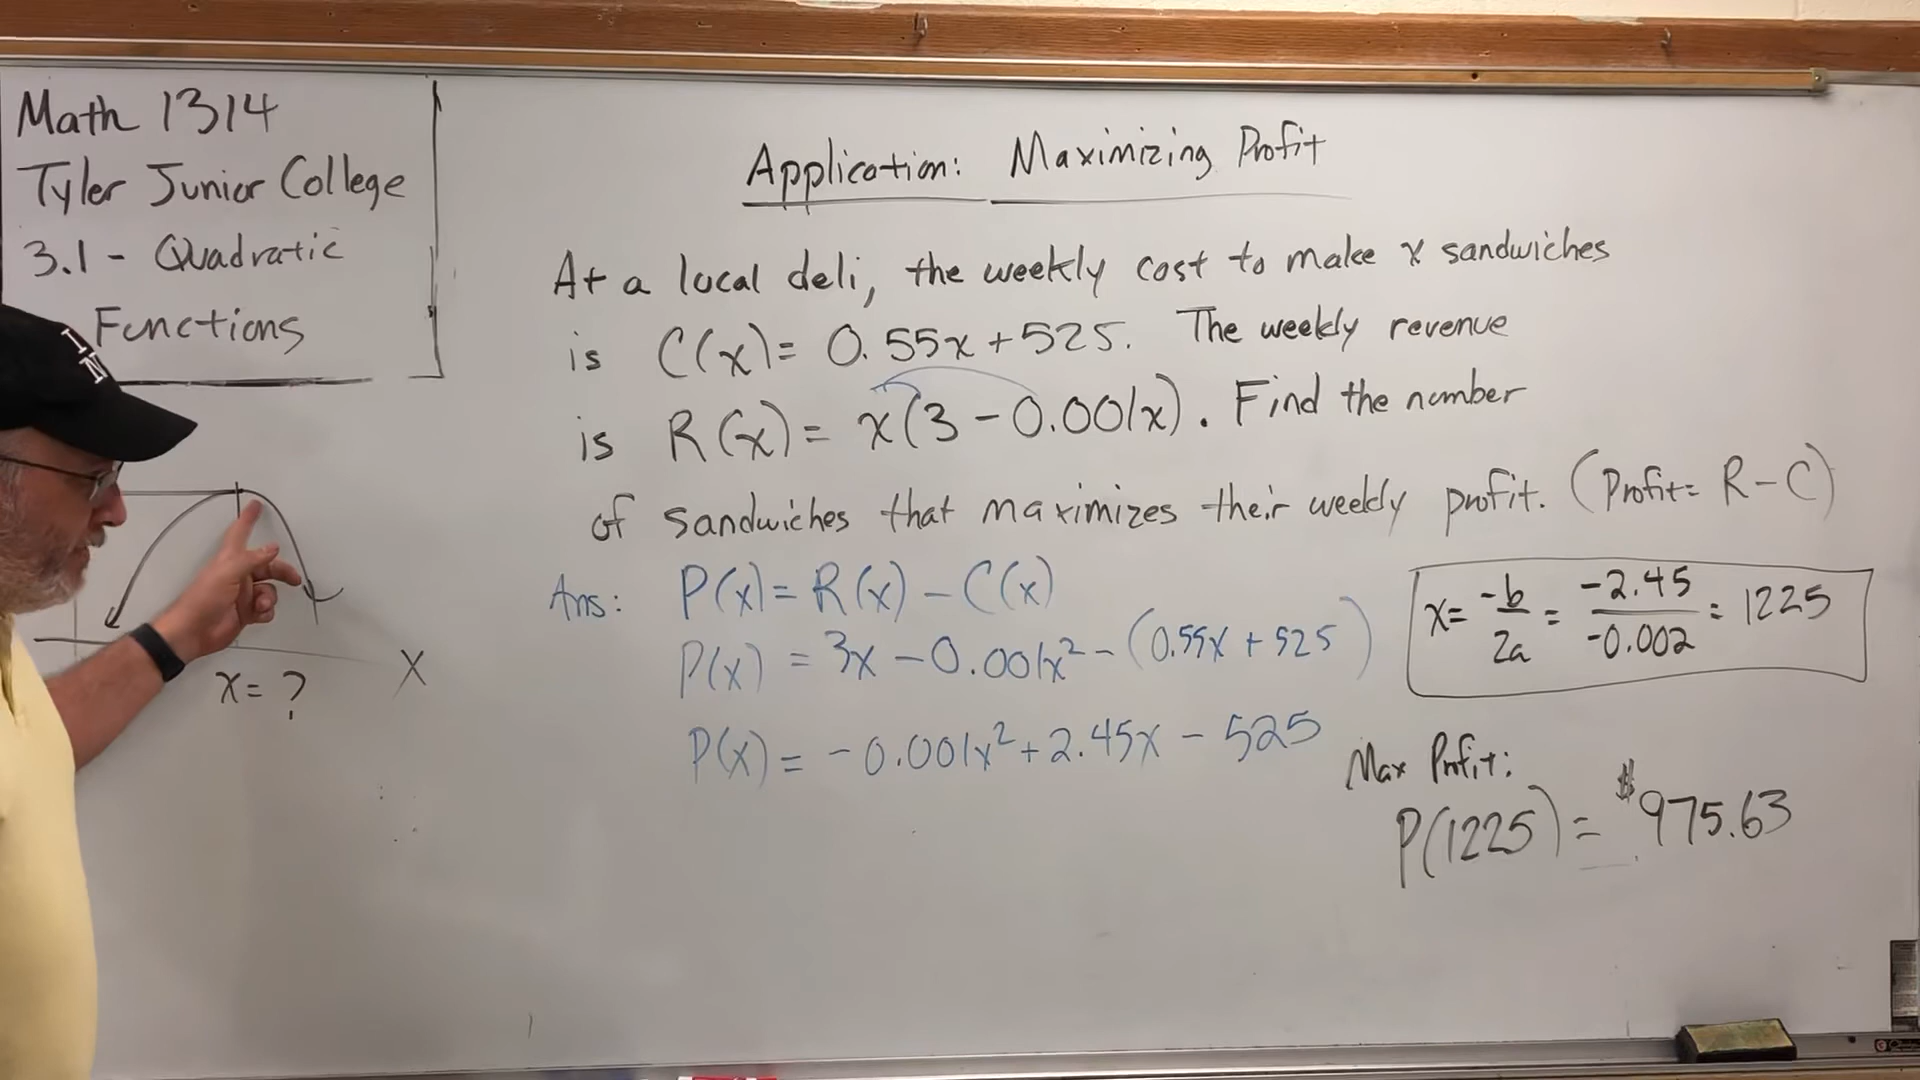 Math 1314
Tyler Junior College
3.1 - Quadratic
Functions
Application: Maximizing Profit
At a local deli, the weekly cost to make x sandwiches
is C(x) = 0.55x + 525. The weekly revenue
is R(x) = x(3 - 0.001x). Find the number
of sandwiches that maximizes their weekly profit. (Profit = R - C)
Ans: P(x) = R(x) - C(x)
P(x) = 3x - 0.001x² - (0.55x + 525)
P(x) = -0.001x² + 2.45x - 525
x = -b/2a = -2.45/-0.002 = 1225
Max Profit:
P(1225) = $975.63
x = ?
X
I
N